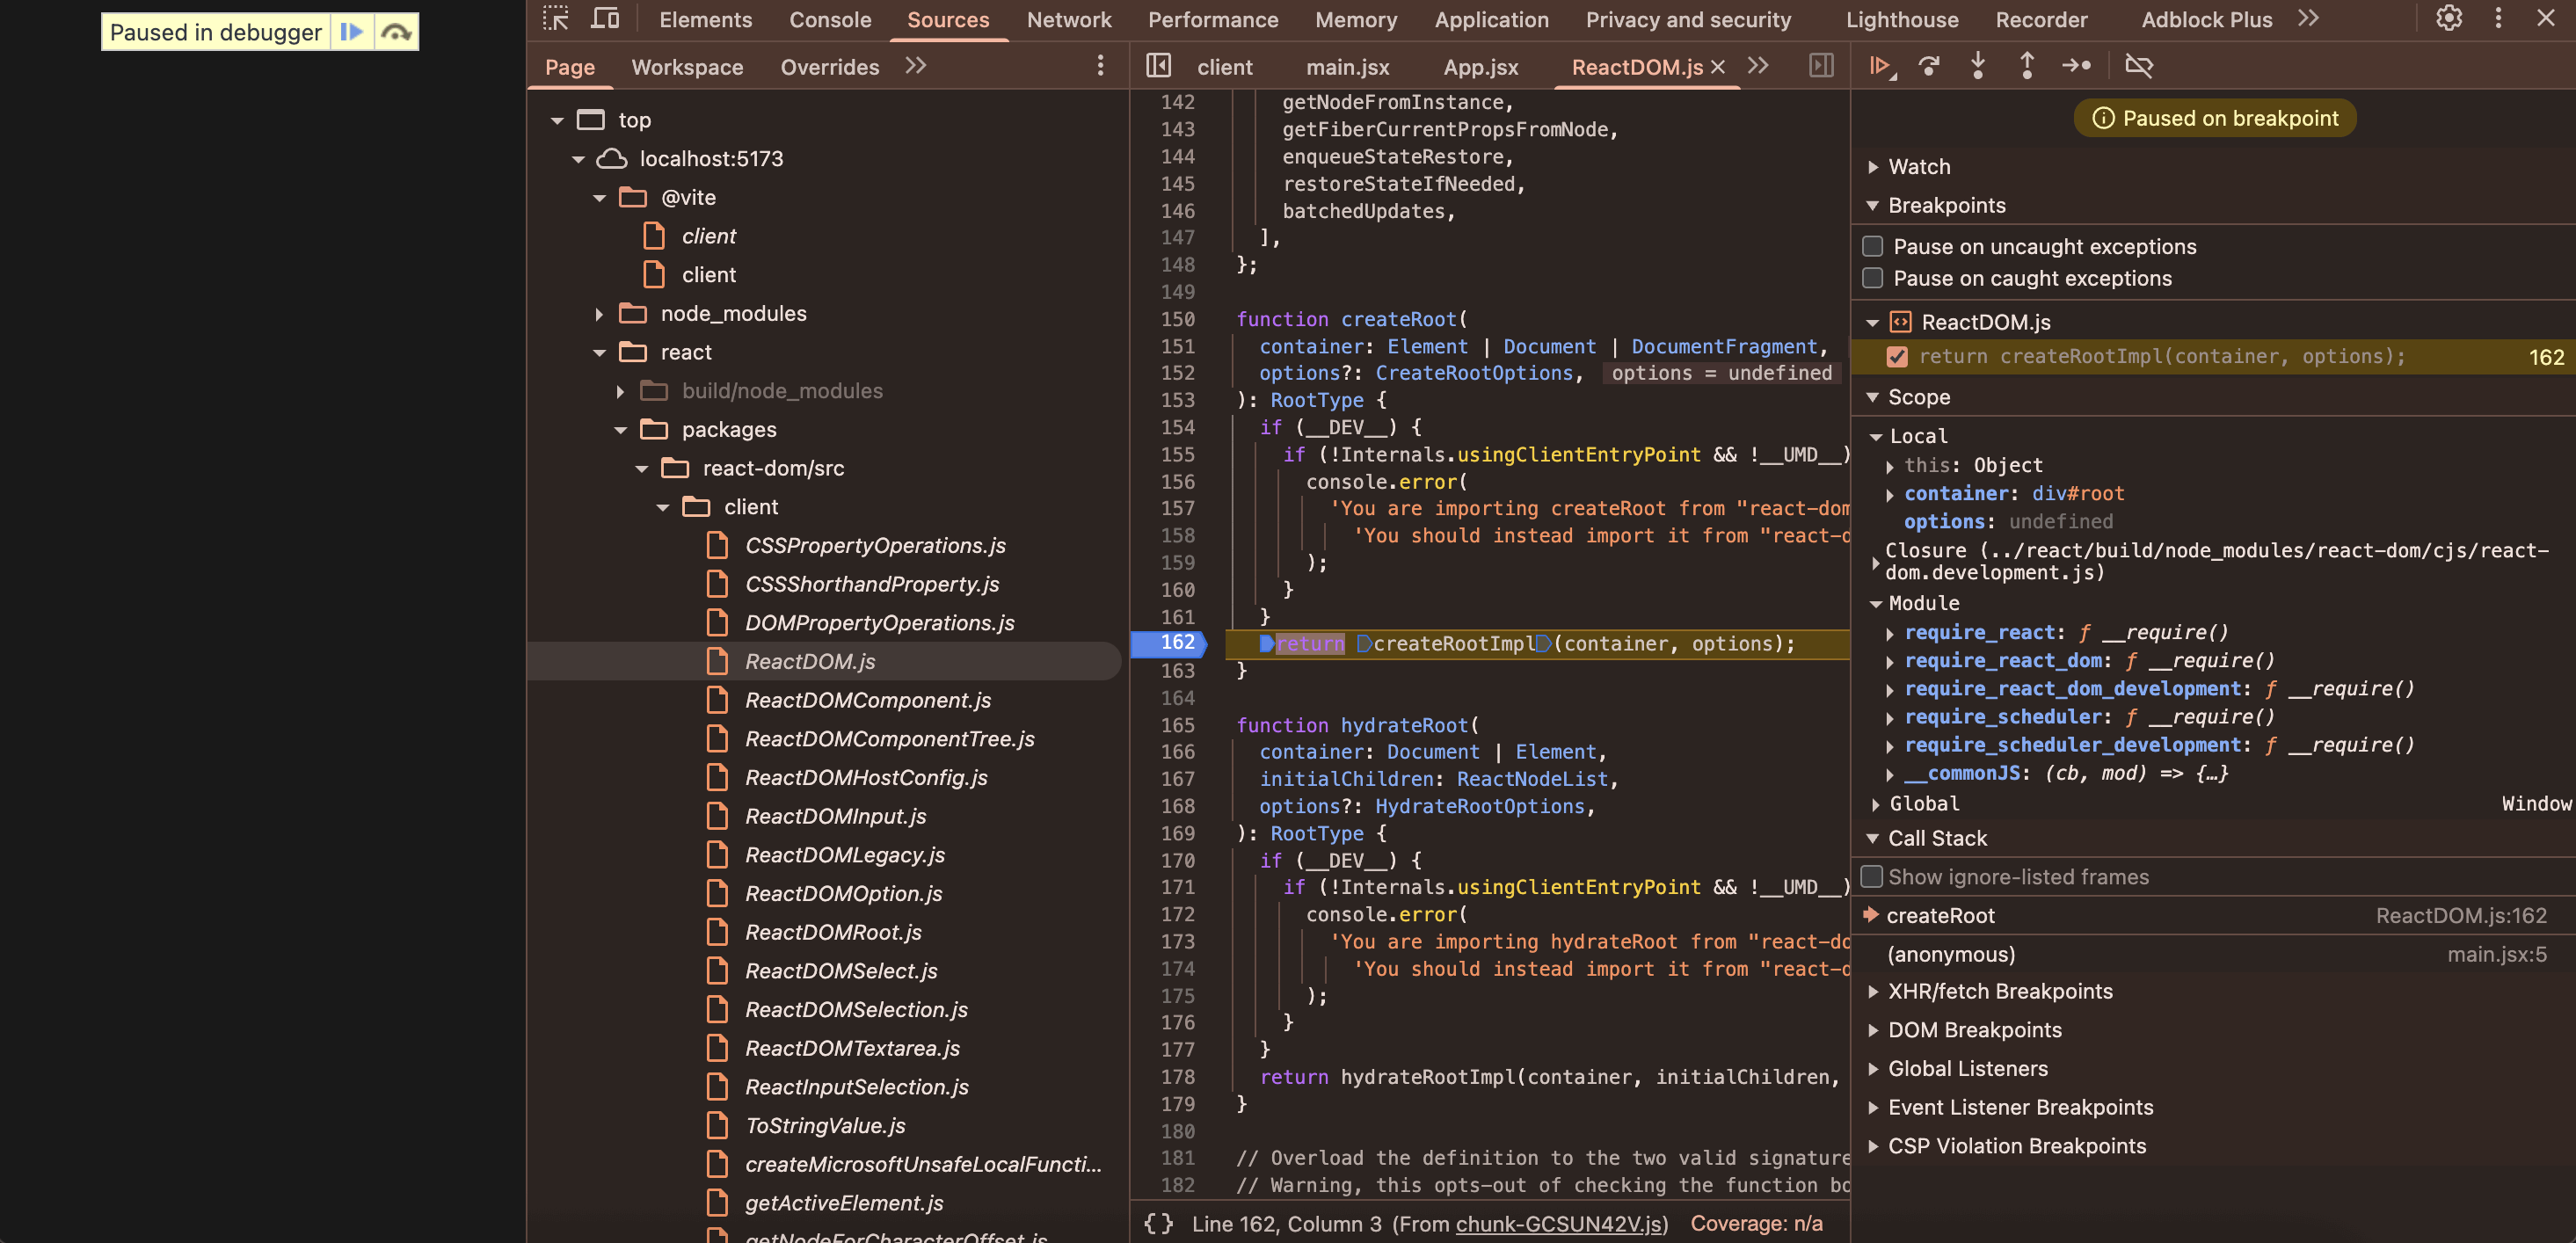 Paused in debugger
Elements Console Sources Network Performance Memory Application Privacy and security Lighthouse Recorder Adblock Plus
Page Workspace Overrides
top
localhost:5173
@vite
client
client
node_modules
react
build/node_modules
packages
react-dom/src
client
CSSPropertyOperations.js
CSSShorthandProperty.js
DOMPropertyOperations.js
ReactDOM.js
ReactDOMComponent.js
ReactDOMComponentTree.js
ReactDOMHostConfig.js
ReactDOMInput.js
ReactDOMLegacy.js
ReactDOMOption.js
ReactDOMRoot.js
ReactDOMSelect.js
ReactDOMSelection.js
ReactDOMTextarea.js
ReactInputSelection.js
ToStringValue.js
createMicrosoftUnsafeLocalFuncti...
getActiveElement.js
getNodeForCharacterOffset.js
client main.jsx App.jsx ReactDOM.js
142 getNodeFromInstance,
143 getFiberCurrentPropsFromNode,
144 enqueueStateRestore,
145 restoreStateIfNeeded,
146 batchedUpdates,
147 ],
148 };
149
150 function createRoot(
151 container: Element | Document | DocumentFragment,
152 options?: CreateRootOptions, options = undefined
153 ): RootType {
154 if (__DEV__) {
155 if (!Internals.usingClientEntryPoint && !__UMD__)
156 console.error(
157 'You are importing createRoot from "react-dom
158 'You should instead import it from "react-d
159 );
160 }
161 }
162 return createRootImpl(container, options);
163 }
164
165 function hydrateRoot(
166 container: Document | Element,
167 initialChildren: ReactNodeList,
168 options?: HydrateRootOptions,
169 ): RootType {
170 if (__DEV__) {
171 if (!Internals.usingClientEntryPoint && !__UMD__)
172 console.error(
173 'You are importing hydrateRoot from "react-do
174 'You should instead import it from "react-d
175 );
176 }
177 }
178 return hydrateRootImpl(container, initialChildren,
179 }
180
181 // Overload the definition to the two valid signature
182 // Warning, this opts-out of checking the function bo
{ } Line 162, Column 3 (From chunk-GCSUN42V.js) Coverage: n/a
Paused on breakpoint
Watch
Breakpoints
Pause on uncaught exceptions
Pause on caught exceptions
ReactDOM.js
return createRootImpl(container, options); 162
Scope
Local
this: Object
container: div#root
options: undefined
Closure (../react/build/node_modules/react-dom/cjs/react-
dom.development.js)
Module
require_react: ƒ __require()
require_react_dom: ƒ __require()
require_react_dom_development: ƒ __require()
require_scheduler: ƒ __require()
require_scheduler_development: ƒ __require()
__commonJS: (cb, mod) => {…}
Global Window
Call Stack
Show ignore-listed frames
createRoot ReactDOM.js:162
(anonymous) main.jsx:5
XHR/fetch Breakpoints
DOM Breakpoints
Global Listeners
Event Listener Breakpoints
CSP Violation Breakpoints